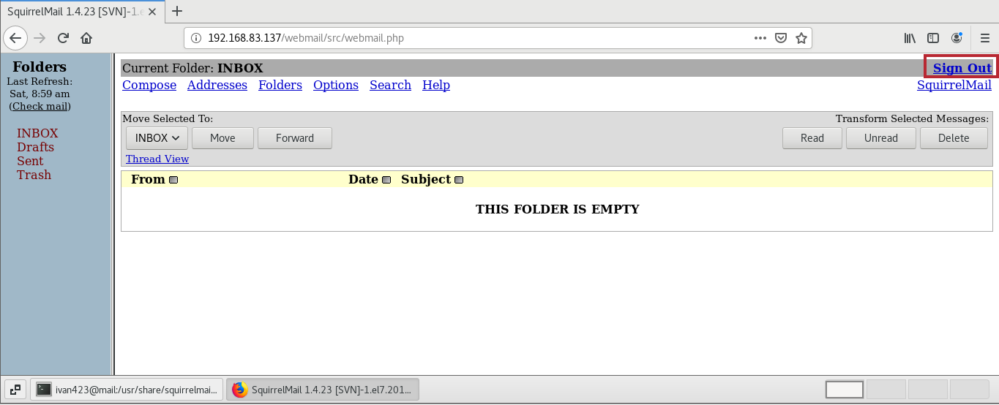 SquirrelMail 1.4.23 [SVN]-1.e
192.168.83.137/webmail/src/webmail.php
Folders
Last Refresh:
Sat, 8:59 am
(Check mail)
INBOX
Drafts
Sent
Trash
Current Folder: INBOX Sign Out
Compose Addresses Folders Options Search Help SquirrelMail
Move Selected To: Transform Selected Messages:
INBOX Move Forward Read Unread Delete
Thread View
From Date Subject
THIS FOLDER IS EMPTY
ivan423@mail:/usr/share/squirrelmai... SquirrelMail 1.4.23 [SVN]-1.el7.201...